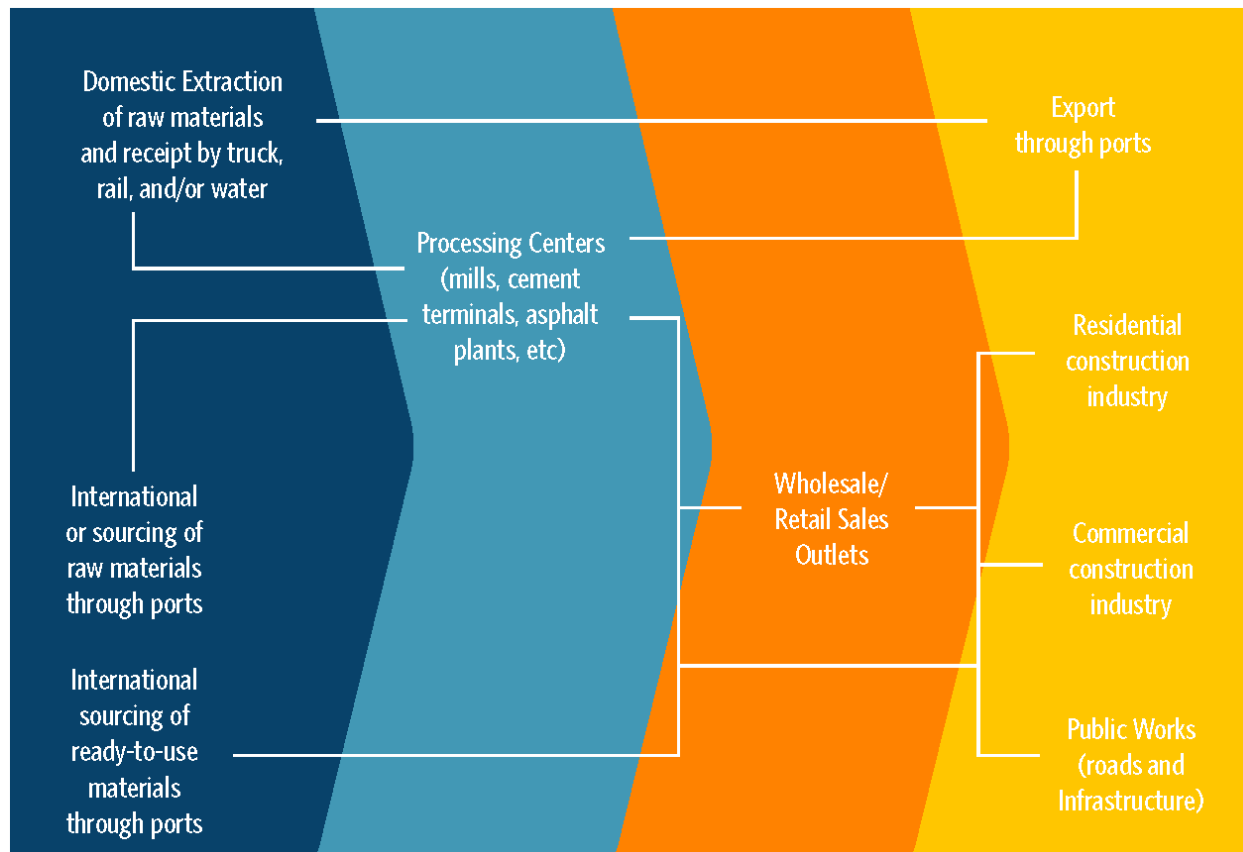 Domestic Extraction
of raw materials
and receipt by truck,
rail, and/or water
International
or sourcing of
raw materials
through ports
International
sourcing of
ready-to-use
materials
through ports
Processing Centers
(mills, cement
terminals, asphalt
plants, etc)
Wholesale/
Retail Sales
Outlets
Export
through ports
Residential
construction
industry
Commercial
construction
industry
Public Works
(roads and
Infrastructure)